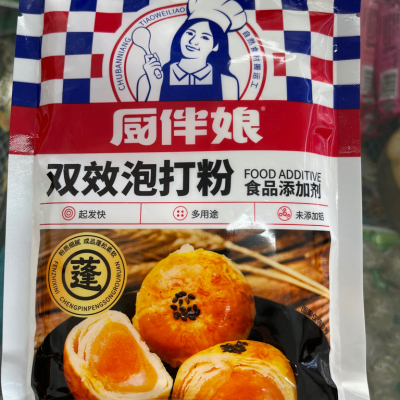 CHUBANNIANG TIAOWEILIAO
厨伴娘
双效泡打粉
FOOD ADDITIVE
食品添加剂
起发快
多用途
未添加铝
蓬